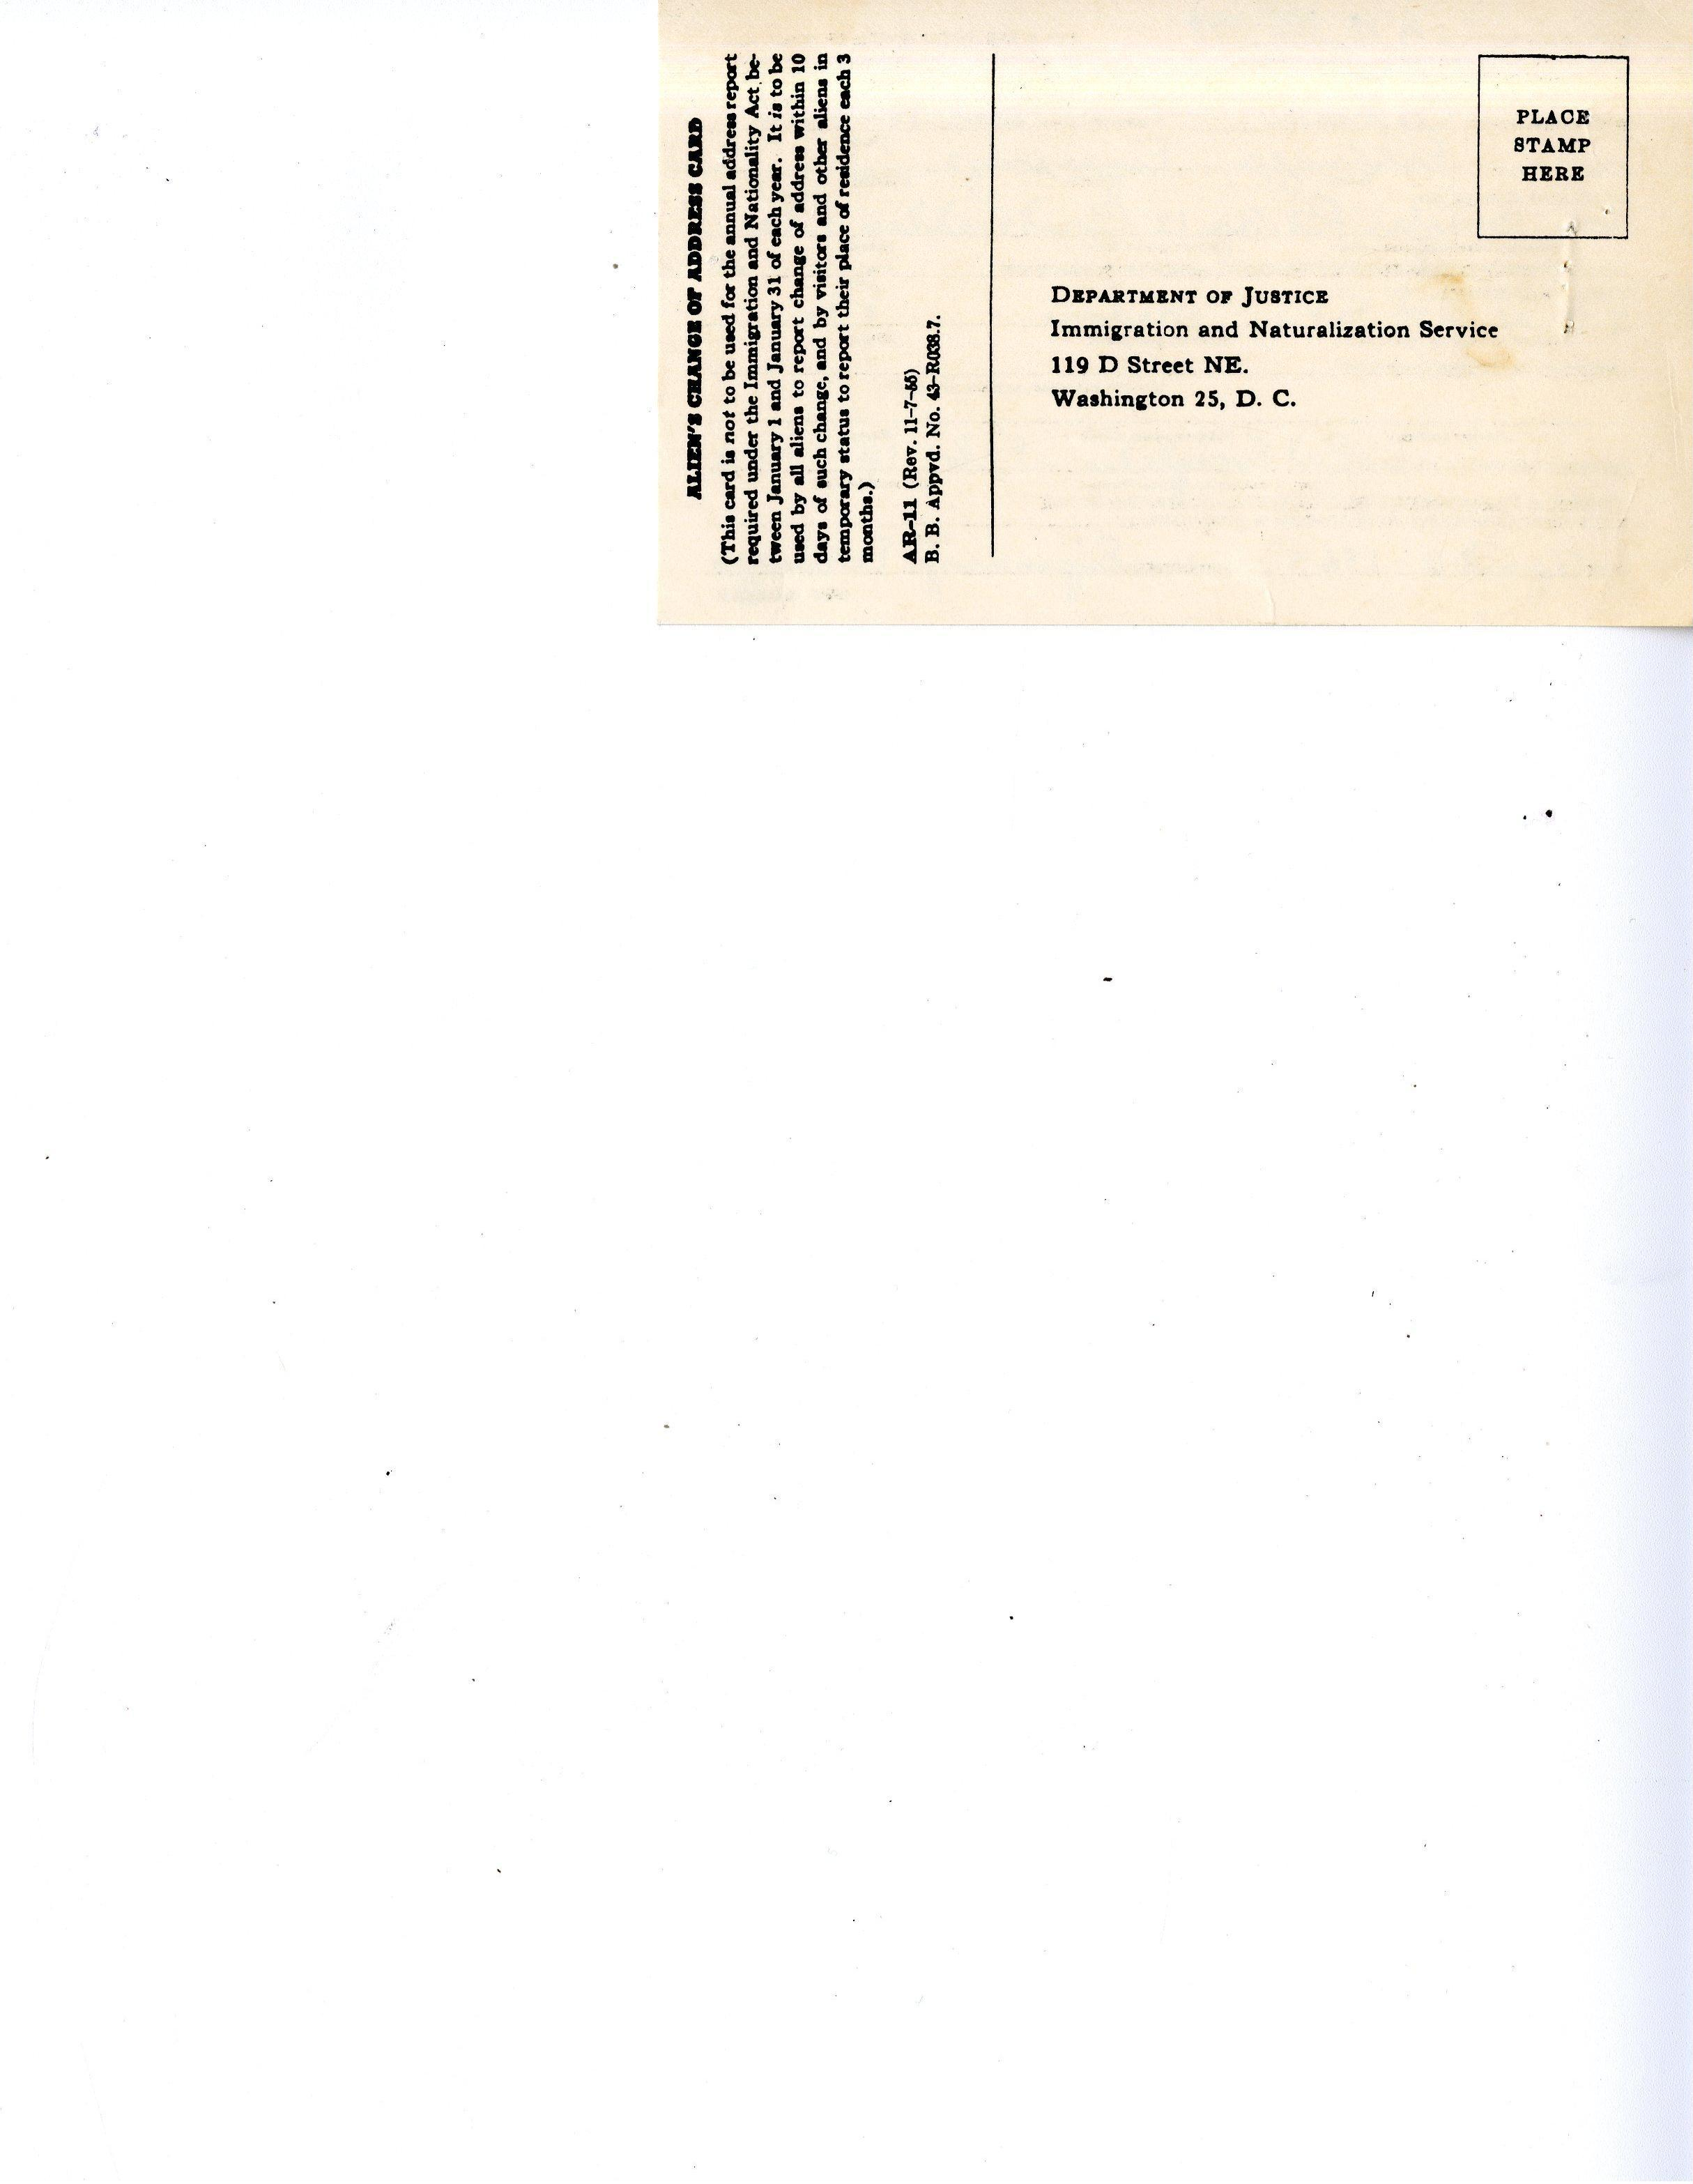 ALIEN'S CHANGE OF ADDRESS CARD
(This card is not to be used for the annual address report
required under the Immigration and Nationality Act be-
tween January 1 and January 31 of each year. It is to be
used by all aliens to report change of address within 10
days of such change, and by visitors and other aliens in
temporary status to report their place of residence each 3
months.)
AR-11 (Rev. 11-7-55)
B. B. Appvd. No. 43-R038.7.
PLACE
STAMP
HERE
DEPARTMENT OF JUSTICE
Immigration and Naturalization Service
119 D Street NE.
Washington 25, D. C.